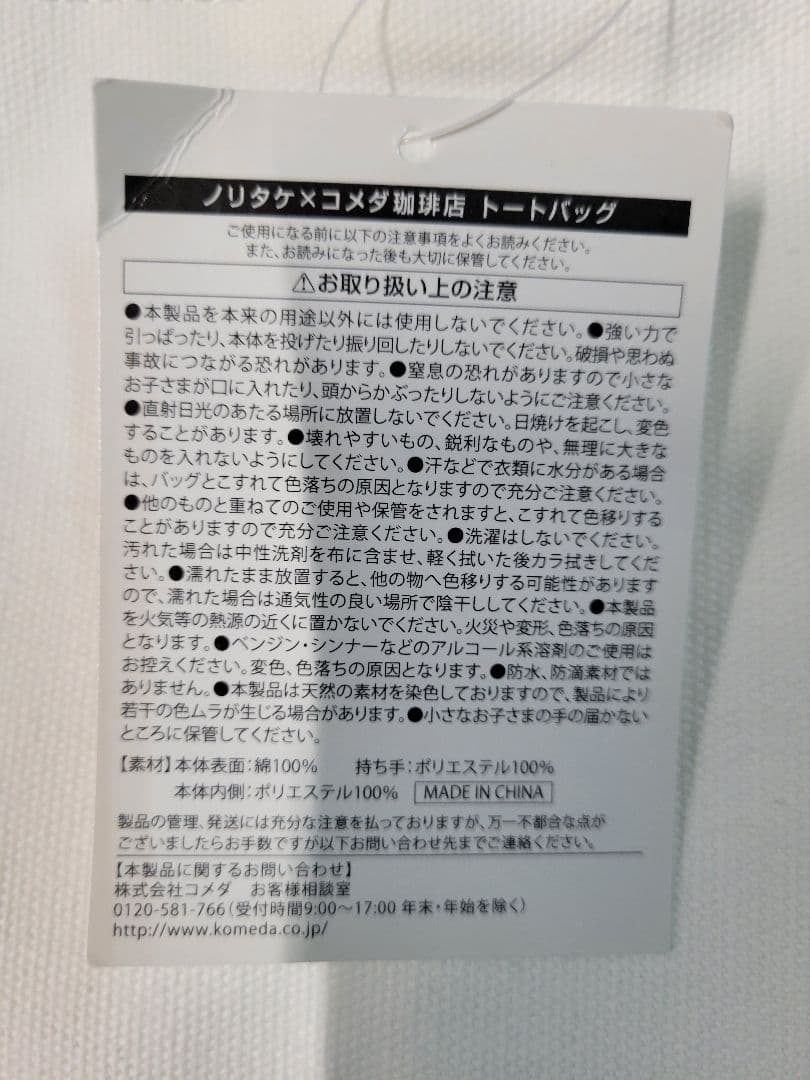 ノリタケ×コメダ珈琲店 トートバッグ
ご使用になる前に以下の注意事項をよくお読みください。
また、お読みになった後も大切に保管してください。
⚠お取り扱い上の注意
●本製品を本来の用途以外には使用しないでください。●強い力で
引っぱったり、本体を投げたり振り回したりしないでください。破損や思わぬ
事故につながる恐れがあります。●窒息の恐れがありますので小さな
お子さまが口に入れたり、頭からかぶったりしないようにご注意ください。
●直射日光のあたる場所に放置しないでください。日焼けを起こし、変色
することがあります。●壊れやすいもの、鋭利なものや、無理に大きな
ものを入れないようにしてください。●汗などで衣類に水分がある場合
は、バッグとこすれて色落ちの原因となりますので充分ご注意ください。
●他のものと重ねてのご使用や保管をされますと、こすれて色移りする
ことがありますので充分ご注意ください。●洗濯はしないでください。
汚れた場合は中性洗剤を布に含ませ、軽く拭いた後カラ拭きしてくだ
さい。●濡れたまま放置すると、他の物へ色移りする可能性があります
ので、濡れた場合は通気性の良い場所で陰干ししてください。●本製品
を火気等の熱源の近くに置かないでください。火災や変形、色落ちの原因
となります。●ベンジン・シンナーなどのアルコール系溶剤のご使用は
お控えください。変色、色落ちの原因となります。●防水、防滴素材では
ありません。●本製品は天然の素材を染色しておりますので、製品により
若干の色ムラが生じる場合があります。●小さなお子さまの手の届かない
ところに保管してください。
【素材】本体表面：綿100%　持ち手：ポリエステル100%
本体内側：ポリエステル100% MADE IN CHINA
製品の管理、発送には充分な注意を払っておりますが、万一不都合な点が
ございましたらお手数ですが以下お問い合わせ先までご連絡ください。
【本製品に関するお問い合わせ】
株式会社コメダ　お客様相談室
0120-581-766（受付時間9:00～17:00 年末・年始を除く）
http://www.komeda.co.jp/